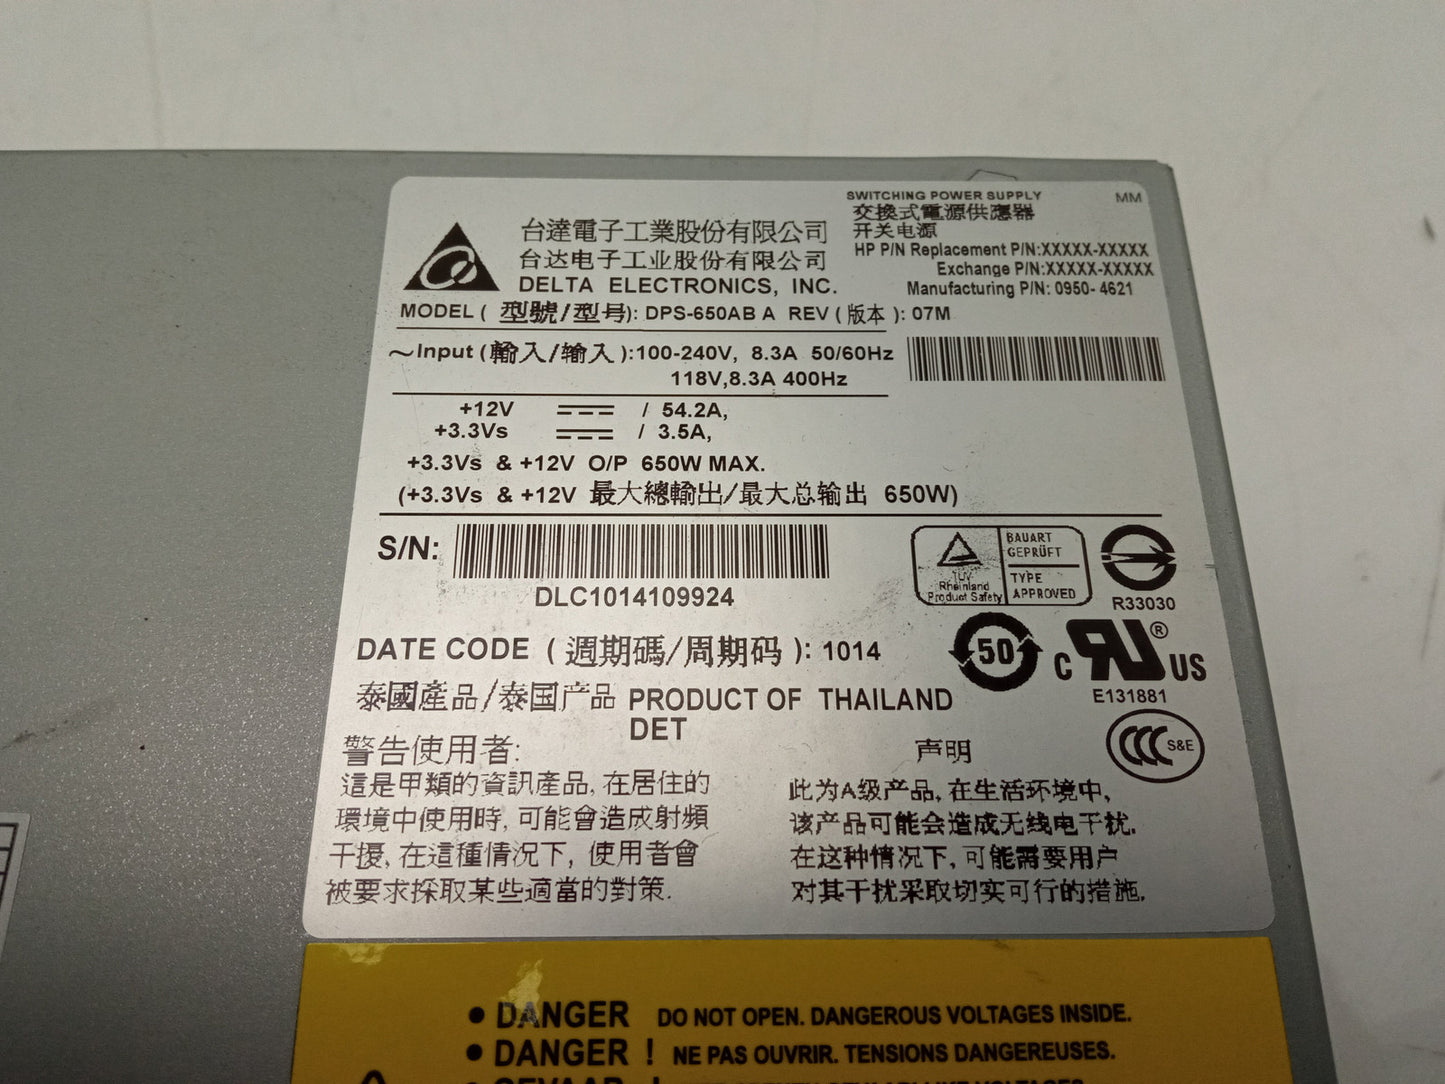 SWITCHING POWER SUPPLY
MM
交換式電源供應器
开关电源
HP P/N Replacement P/N:XXXXX-XXXXX
Exchange P/N:XXXXX-XXXXX
Manufacturing P/N: 0950- 4621
台達電子工業股份有限公司
台达电子工业股份有限公司
DELTA ELECTRONICS, INC.
MODEL ( 型號/型号): DPS-650AB A REV ( 版本 ): 07M
~Input (輸入/输入 ):100-240V, 8.3A 50/60Hz
118V,8.3A 400Hz
+12V / 54.2A,
+3.3Vs / 3.5A,
+3.3Vs & +12V O/P 650W MAX.
(+3.3Vs & +12V 最大總輸出/最大总输出 650W)
S/N:
DLC1014109924
TUV
Rheinland
Product Safety
BAUART
GEPRÜFT
TYPE
APPROVED
R33030
DATE CODE ( 週期碼/周期码 ): 1014
50
c RU ® US
E131881
泰國產品/泰国产品 PRODUCT OF THAILAND
DET
CCC S&E
警告使用者:
這是甲類的資訊產品, 在居住的
環境中使用時, 可能會造成射頻
干擾, 在這種情況下, 使用者會
被要求採取某些適當的對策.
声明
此为A级产品, 在生活环境中,
该产品可能会造成无线电干扰.
在这种情况下, 可能需要用户
对其干扰采取切实可行的措施.
• DANGER DO NOT OPEN. DANGEROUS VOLTAGES INSIDE.
• DANGER ! NE PAS OUVRIR. TENSIONS DANGEREUSES.